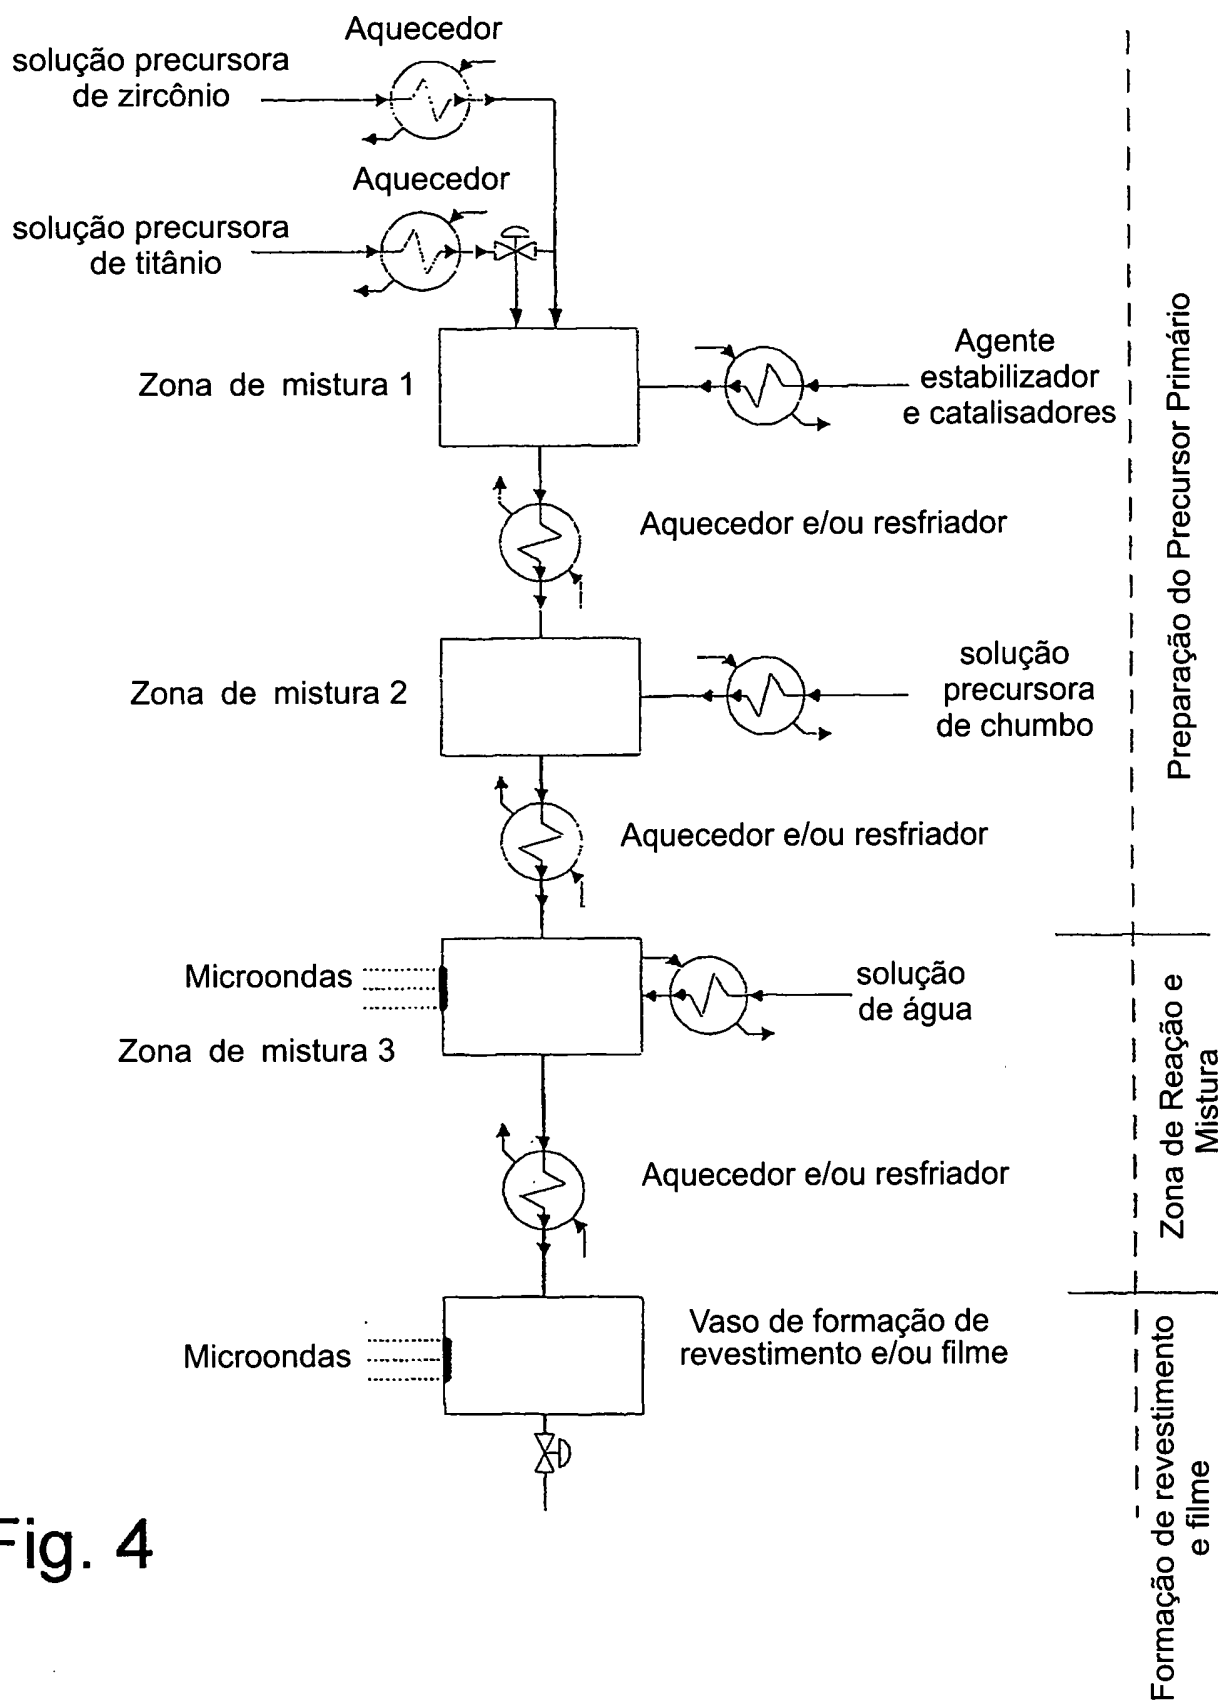 Aquecedor
solução precursora
de zircônio
Aquecedor
solução precursora
de titânio
Zona de mistura 1
Agente
estabilizador
e catalisadores
Aquecedor e/ou resfriador
Zona de mistura 2
solução
precursora
de chumbo
Aquecedor e/ou resfriador
Microondas
solução
de água
Zona de mistura 3
Aquecedor e/ou resfriador
Microondas
Vaso de formação de
revestimento e/ou filme
Preparação do Precursor Primário
Zona de Reação e
Mistura
Formação de revestimento
e filme
Fig. 4